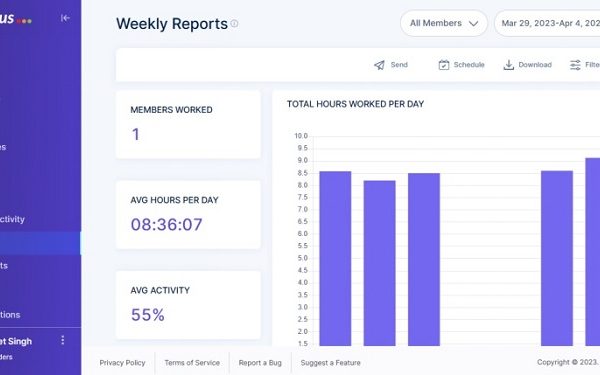 us
Weekly Reports
All Members
Mar 29, 2023-Apr 4, 202
Send
Schedule
Download
Filte
MEMBERS WORKED
1
AVG HOURS PER DAY
08:36:07
AVG ACTIVITY
55%
TOTAL HOURS WORKED PER DAY
10.0
9.5
9.0
8.5
8.0
7.5
7.0
6.5
6.0
5.5
5.0
4.5
4.0
3.5
3.0
2.5
2.0
1.5
es
ctivity
ts
tions
et Singh
ders
Privacy Policy
Terms of Service
Report a Bug
Suggest a Feature
Copyright © 2023.